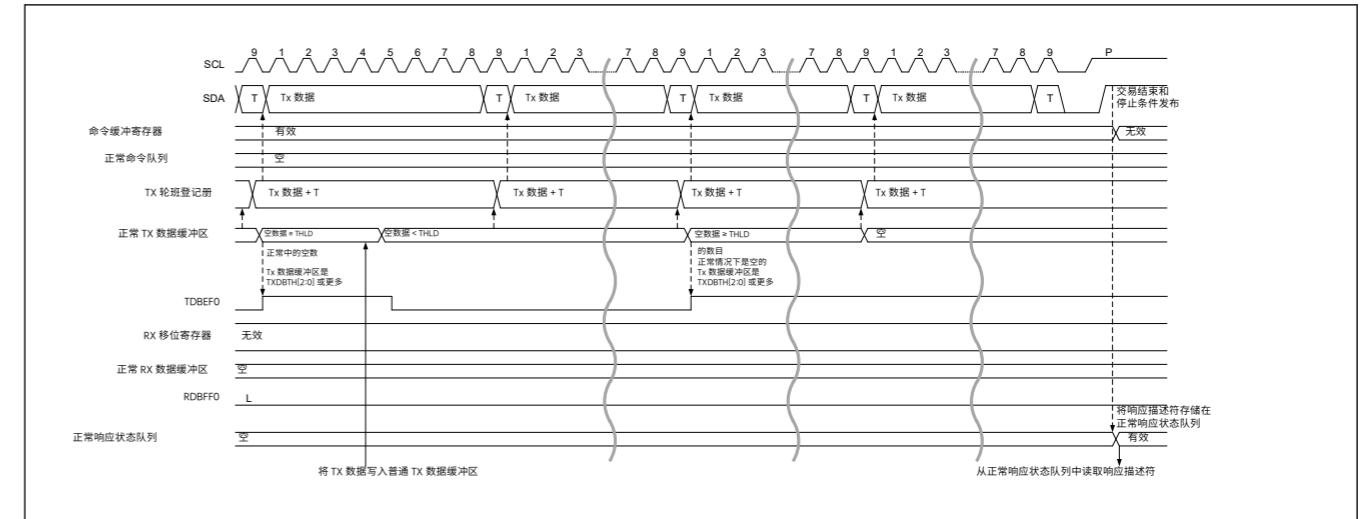 SCL 9 1 2 3 4 5 6 7 8 9 1 2 3 7 8 9 1 2 3 7 8 9 1 2 3 7 8 9 P
SDA T Tx 数据 T Tx 数据 T Tx 数据 T Tx 数据 T
交易结束和
停止条件发布
命令缓冲寄存器 有效 无效
正常命令队列 空
TX 轮班登记册 Tx 数据 + T Tx 数据 + T Tx 数据 + T Tx 数据 + T
正常 TX 数据缓冲区 空数据 = THLD 空数据 < THLD 空数据 ≥ THLD 空
正常中的空数
Tx 数据缓冲区是
TXDBTH[2:0] 或更多
的数目
正常情况下是空的
Tx 数据缓冲区是
TXDBTH[2:0] 或更多
TDBEF0
RX 移位寄存器 无效
正常 RX 数据缓冲区 空
RDBFF0 L
将响应描述符存储在
正常响应状态队列
正常响应状态队列 空 有效
将 TX 数据写入普通 TX 数据缓冲区
从正常响应状态队列中读取响应描述符